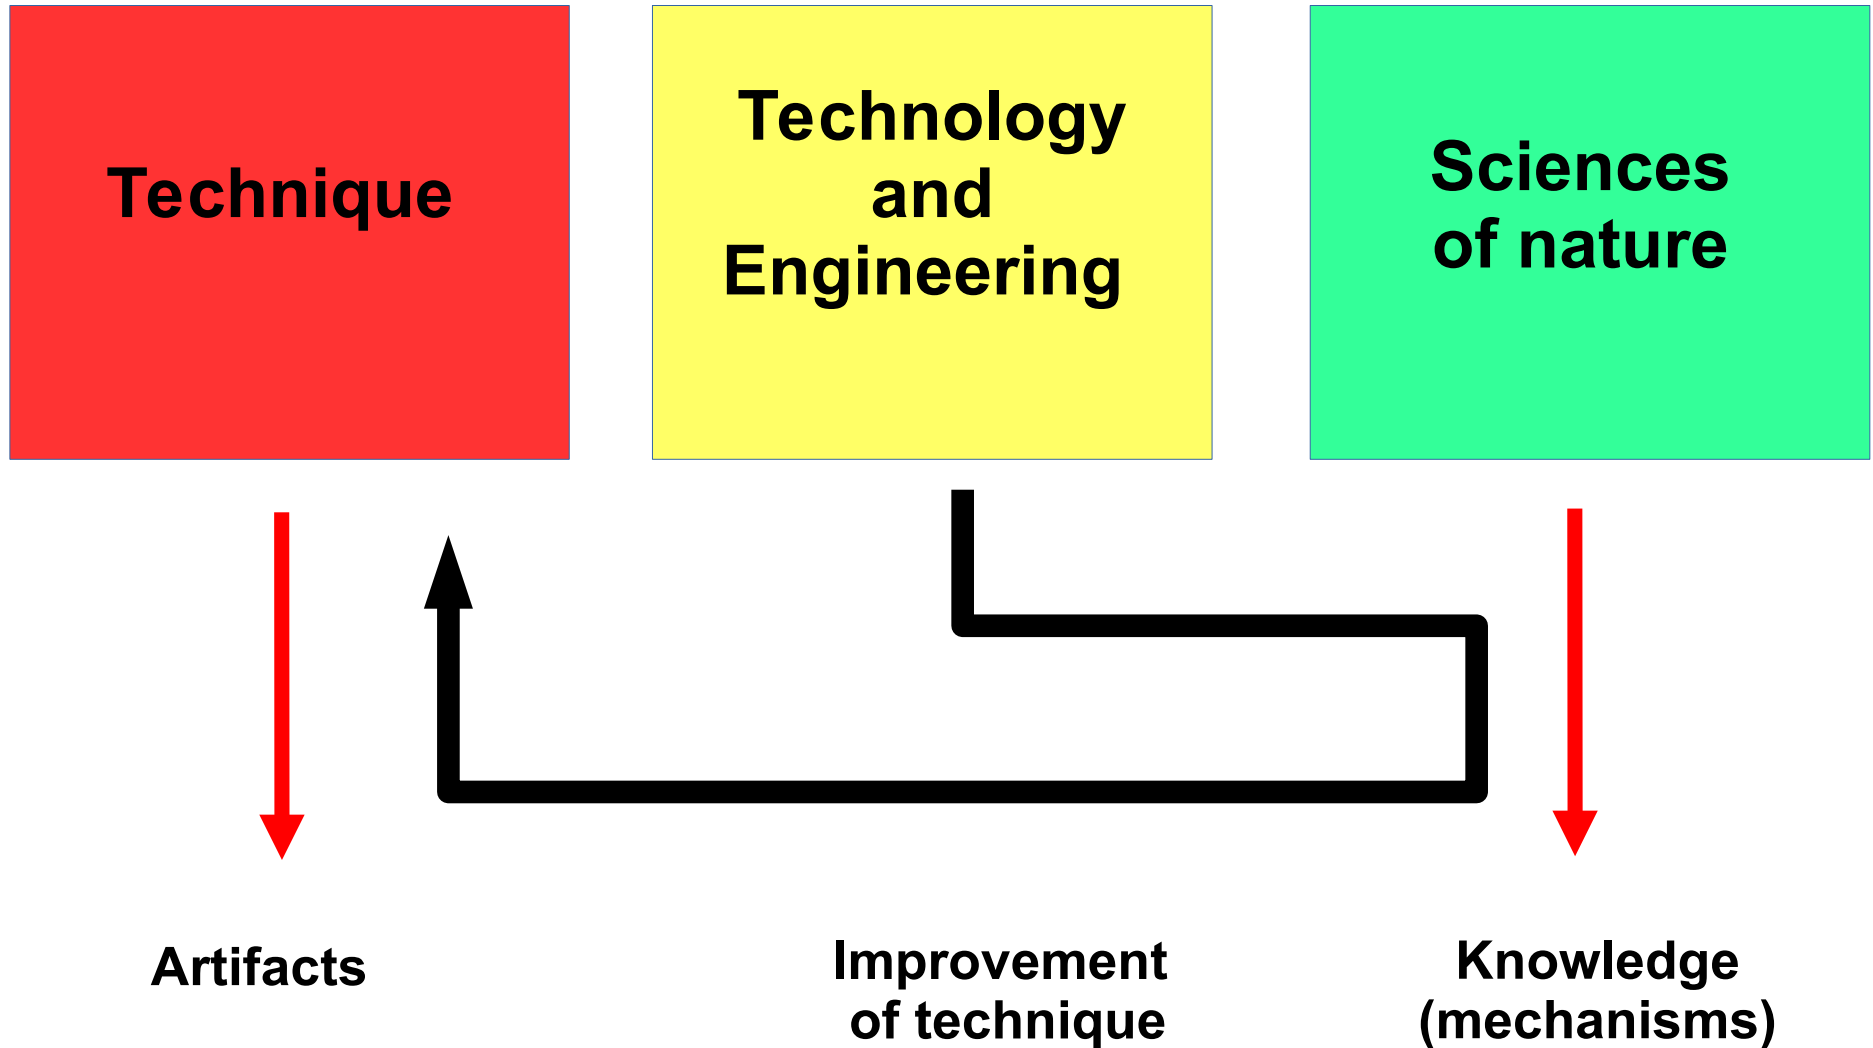 Technique
Technology
and
Engineering
Sciences
of nature
Artifacts
Improvement
of technique
Knowledge
(mechanisms)